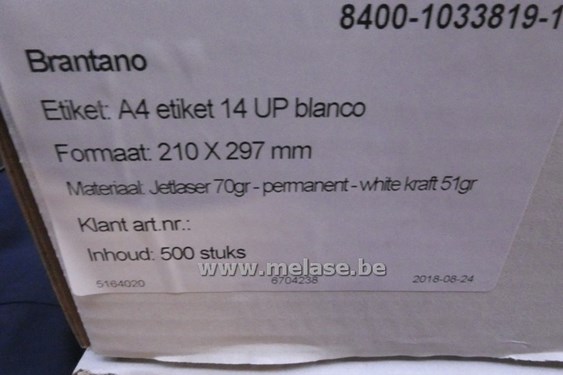 8400-1033819-1
Brantano
Etiket: A4 etiket 14 UP blanco
Formaat: 210 X 297 mm
Materiaal: Jetlaser 70gr - permanent - white kraft 51gr
Klant art.nr.:
Inhoud: 500 stuks
www.melase.be
5164020 6704238 2018-08-24